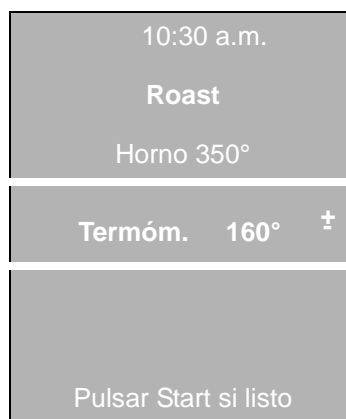 10:30 a.m.
Roast
Horno 350°
Termóm. 160° ±
Pulsar Start si listo